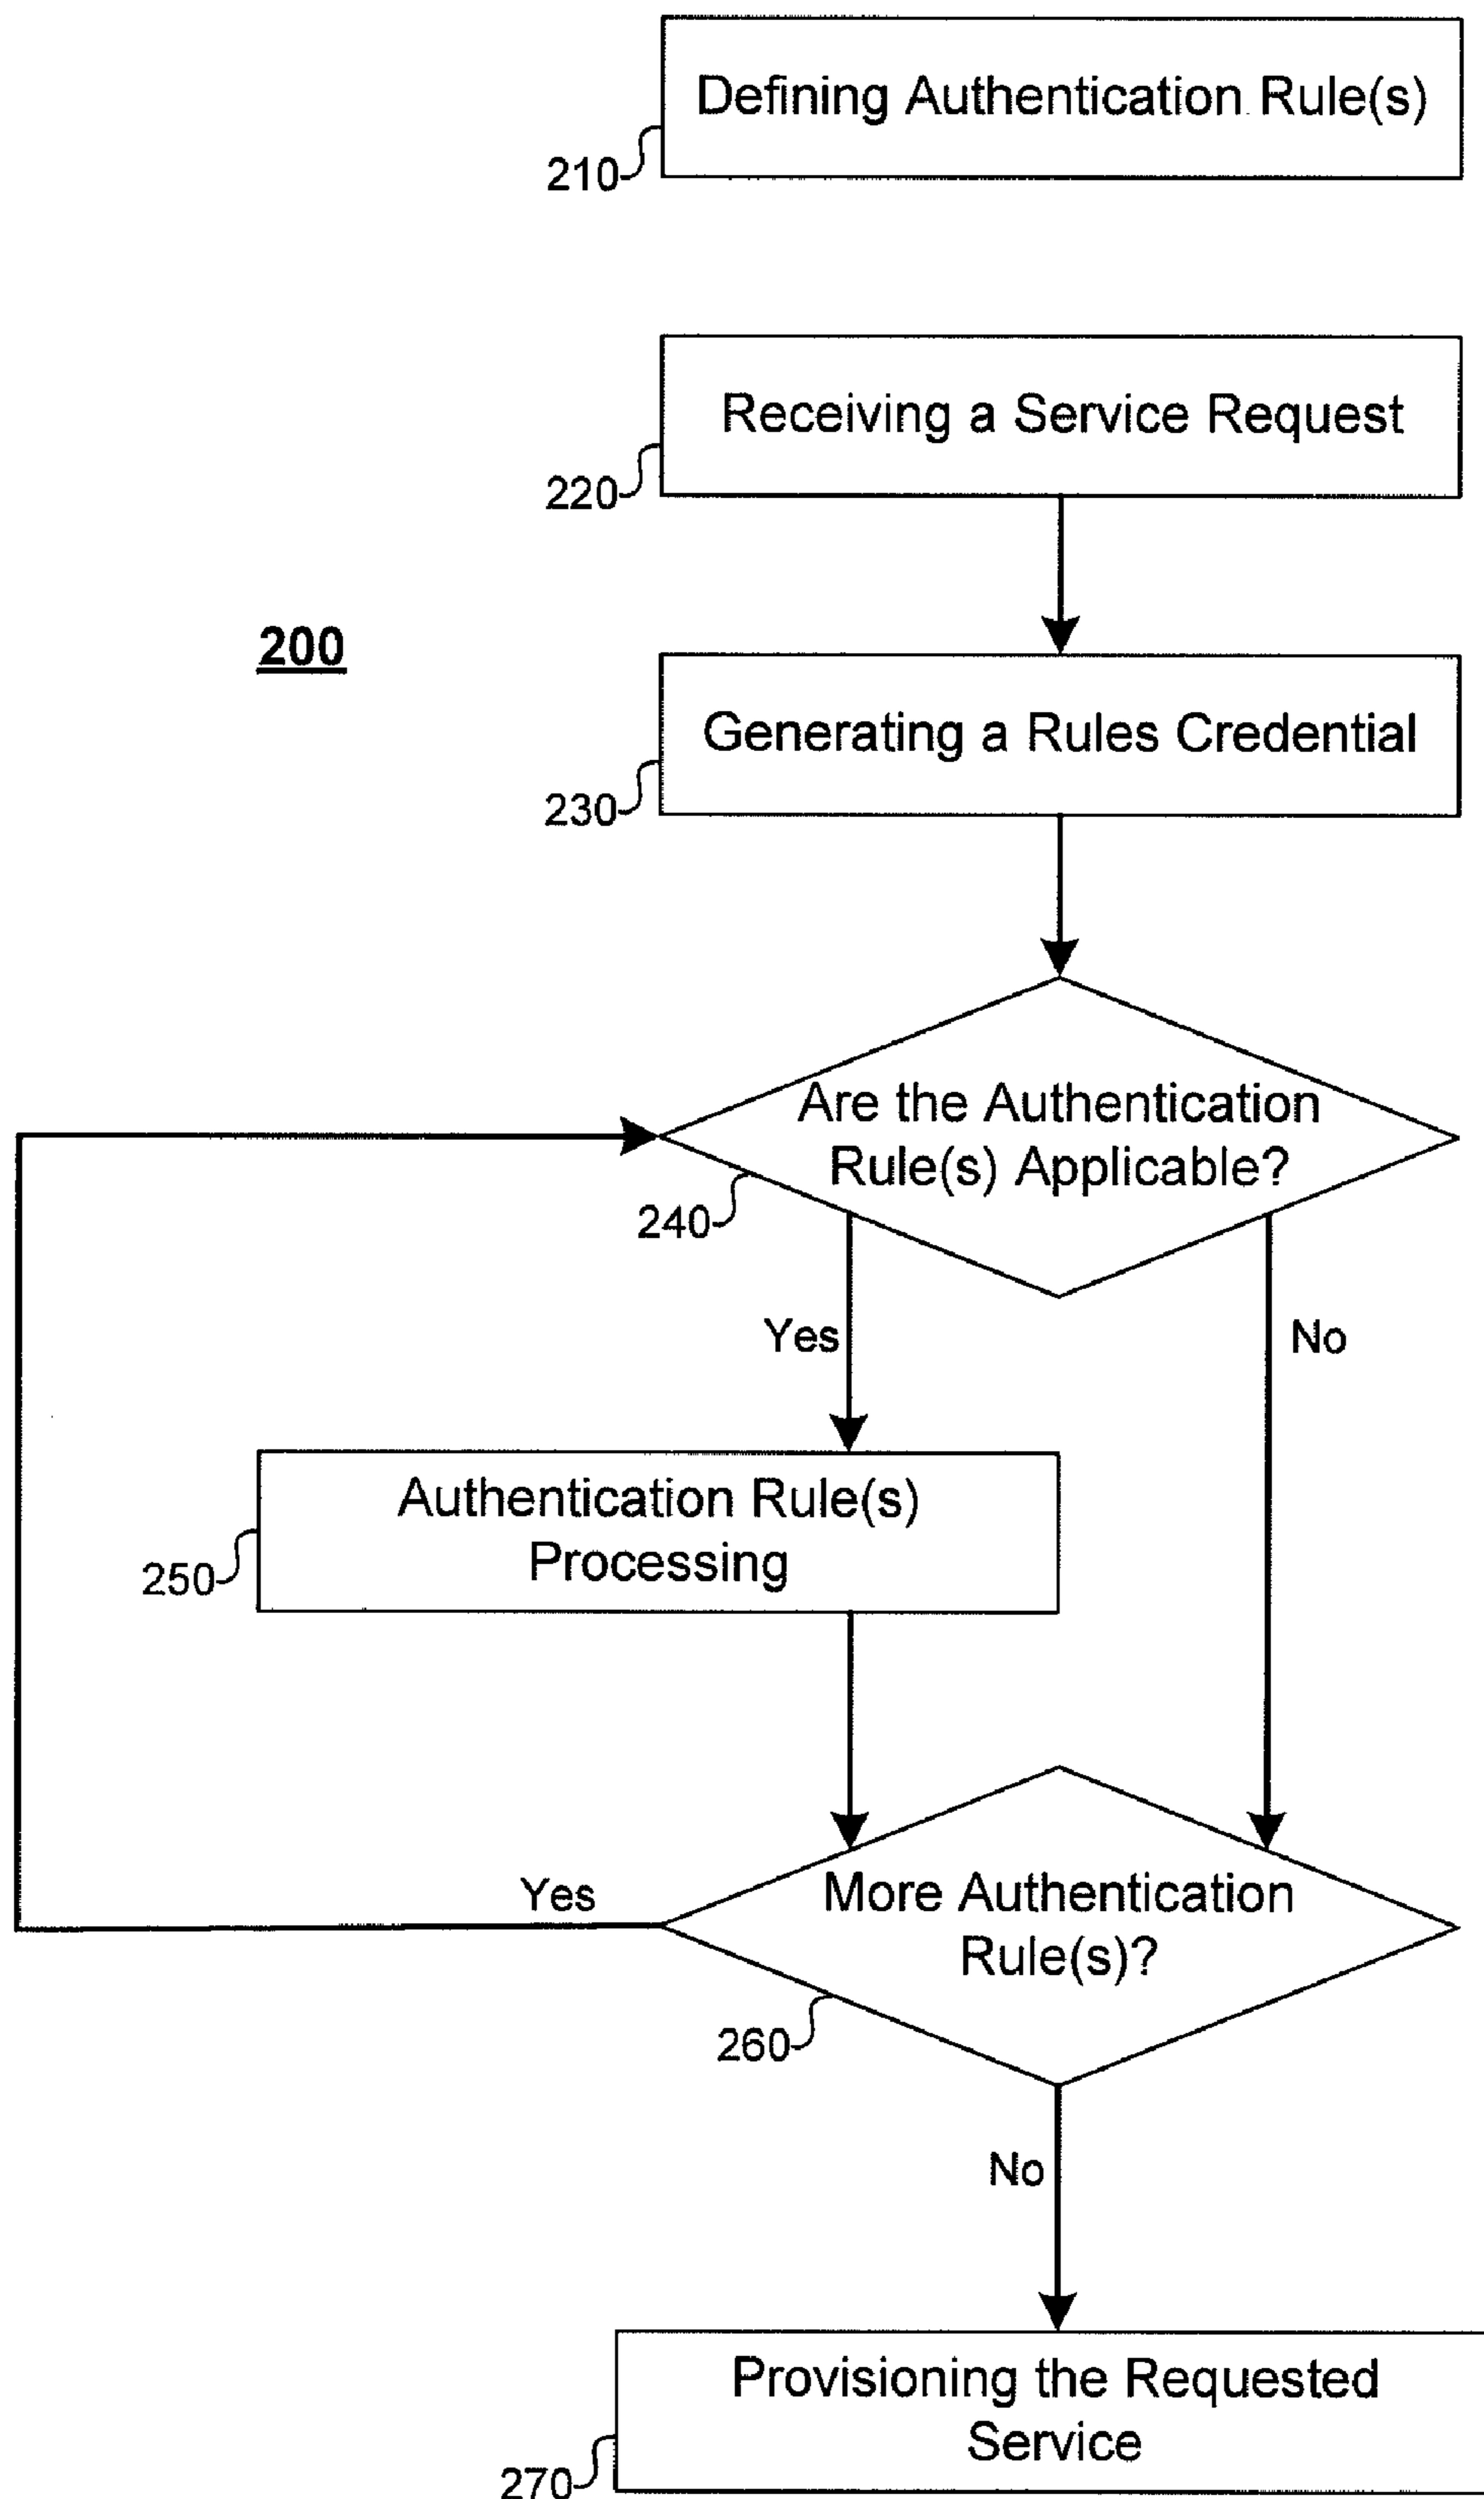 Defining Authentication Rule(s)
210
Receiving a Service Request
220
200
Generating a Rules Credential
230
Are the Authentication
Rule(s) Applicable?
240
Yes
No
Authentication Rule(s)
Processing
250
Yes
More Authentication
Rule(s)?
260
No
Provisioning the Requested
Service
270